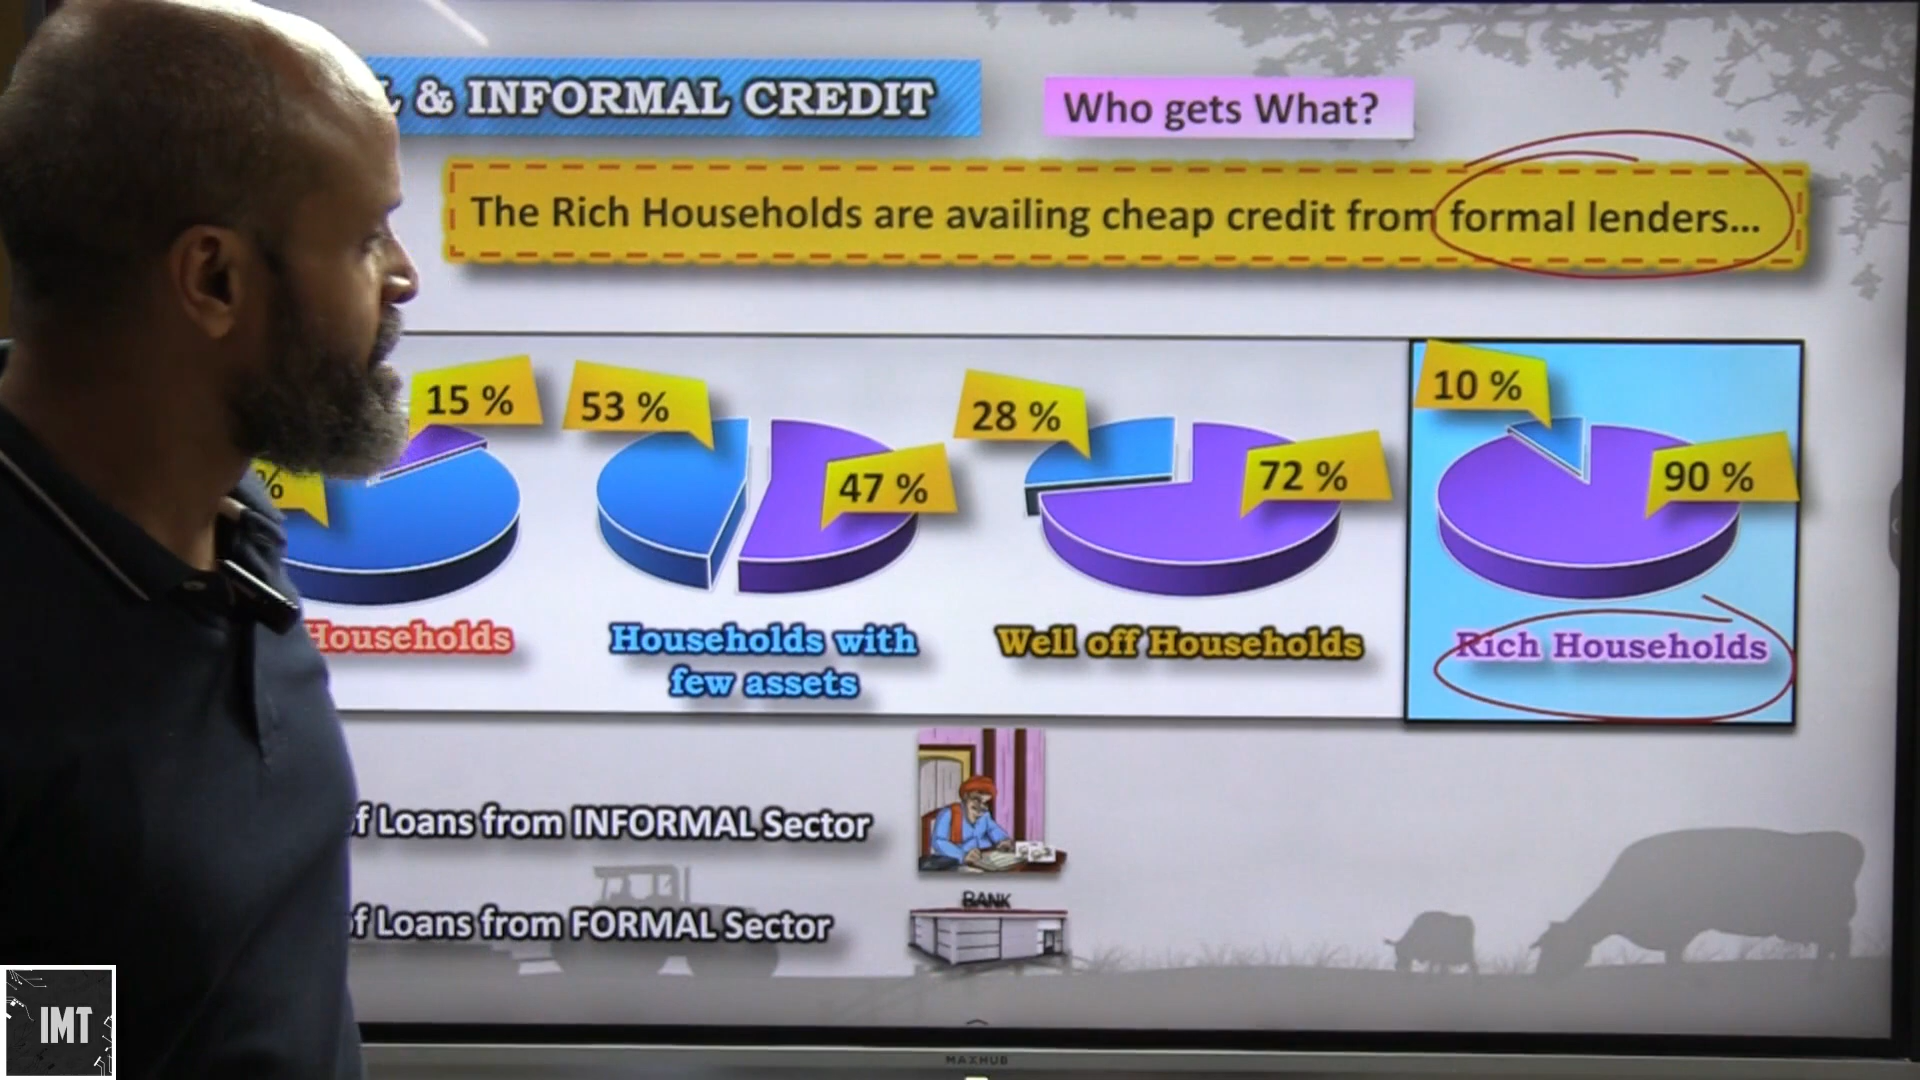 & INFORMAL CREDIT
Who gets What?
The Rich Households are availing cheap credit from formal lenders...
15 %
53 %
28 %
10 %
%
47 %
72 %
90 %
Households
Households with
few assets
Well off Households
Rich Households
of Loans from INFORMAL Sector
BANK
of Loans from FORMAL Sector
IMT
MAXHUB